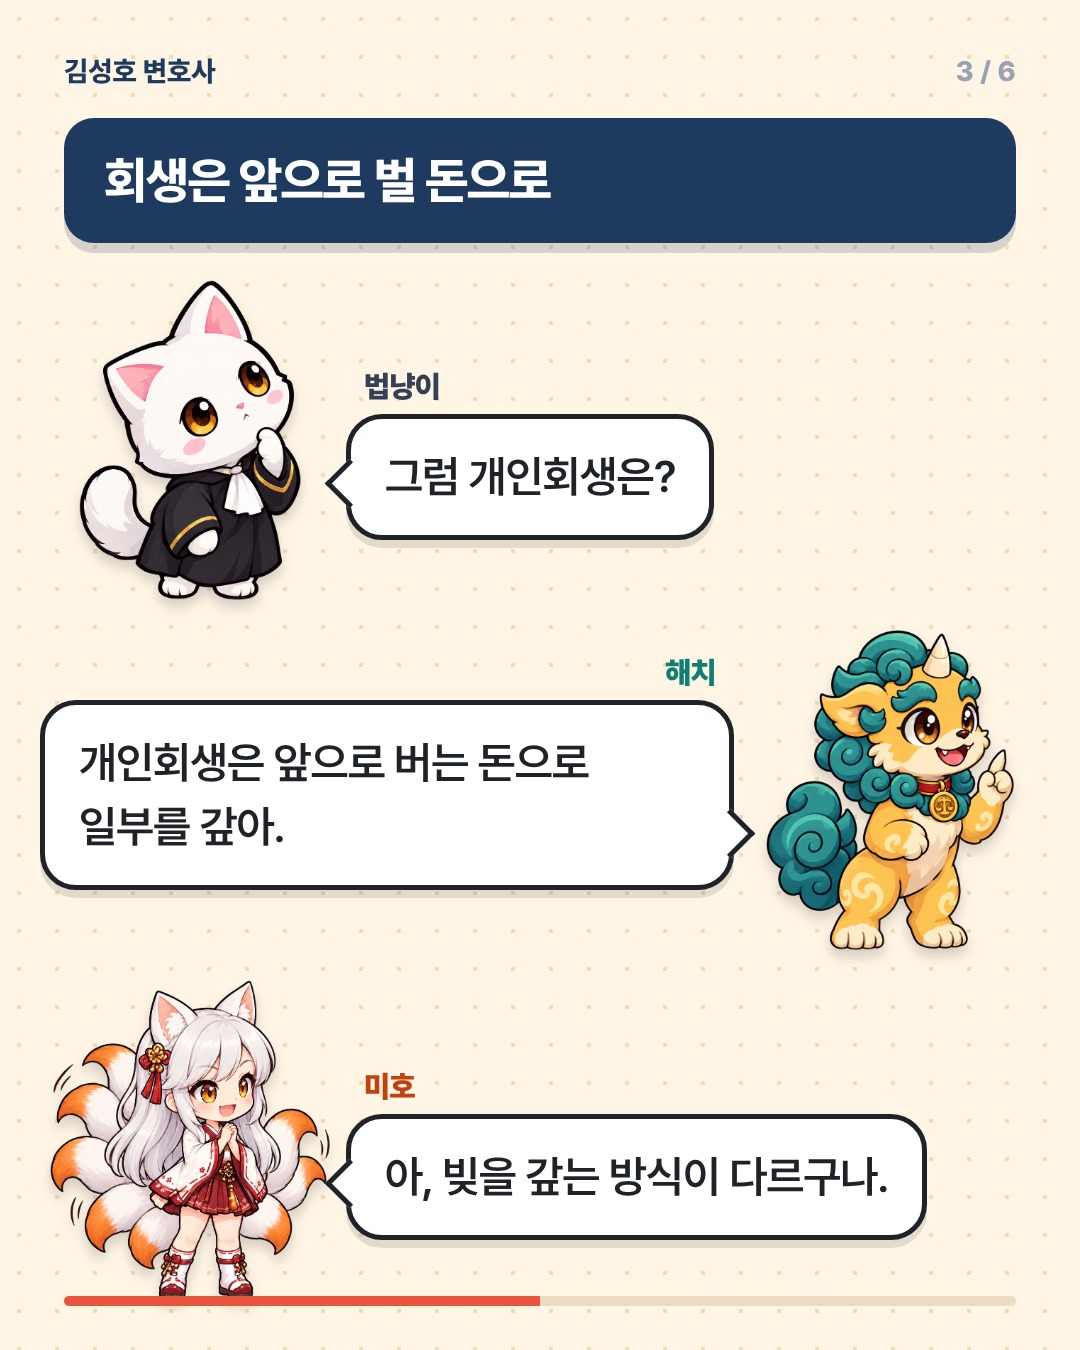 김성호 변호사
3 / 6
회생은 앞으로 벌 돈으로
법냥이
그럼 개인회생은?
해치
개인회생은 앞으로 버는 돈으로
일부를 갚아.
미호
아, 빚을 갚는 방식이 다르구나.